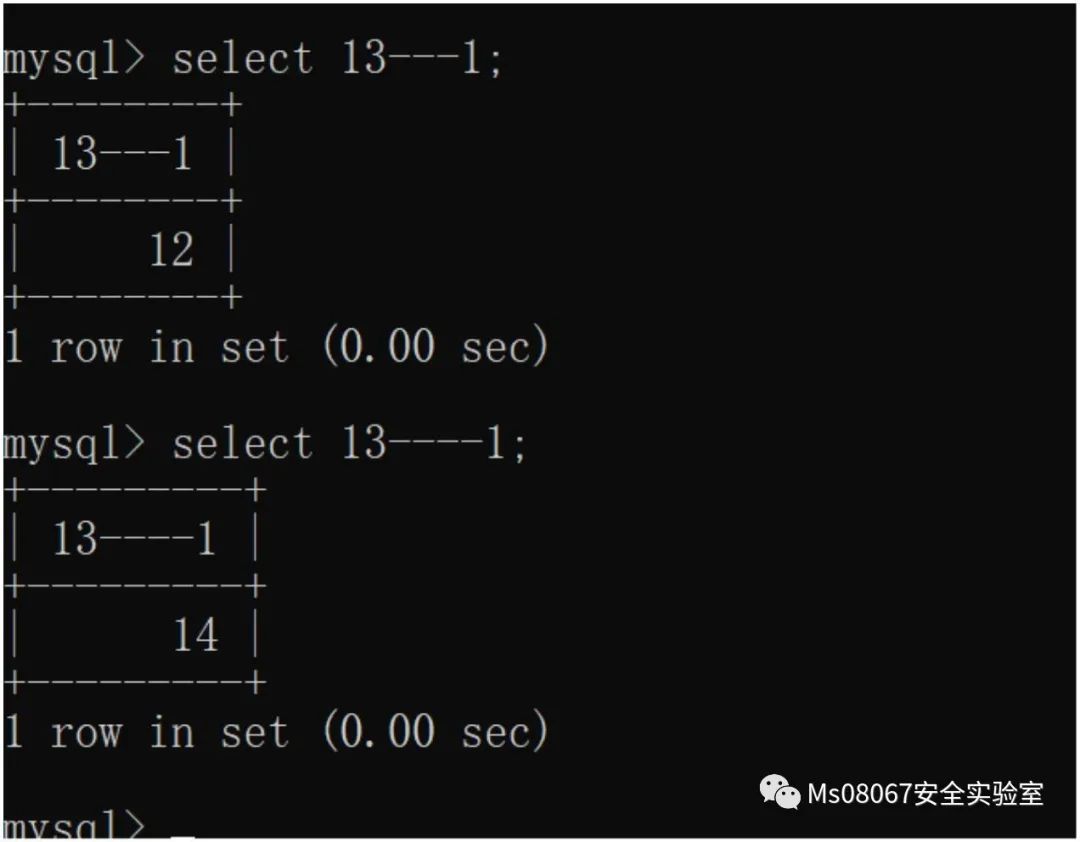 mysql> select 13---1;
+--------+
| 13---1 |
+--------+
|     12 |
+--------+
1 row in set (0.00 sec)
mysql> select 13----1;
+---------+
| 13----1 |
+---------+
|      14 |
+---------+
1 row in set (0.00 sec)
mysql> _
Ms08067安全实验室